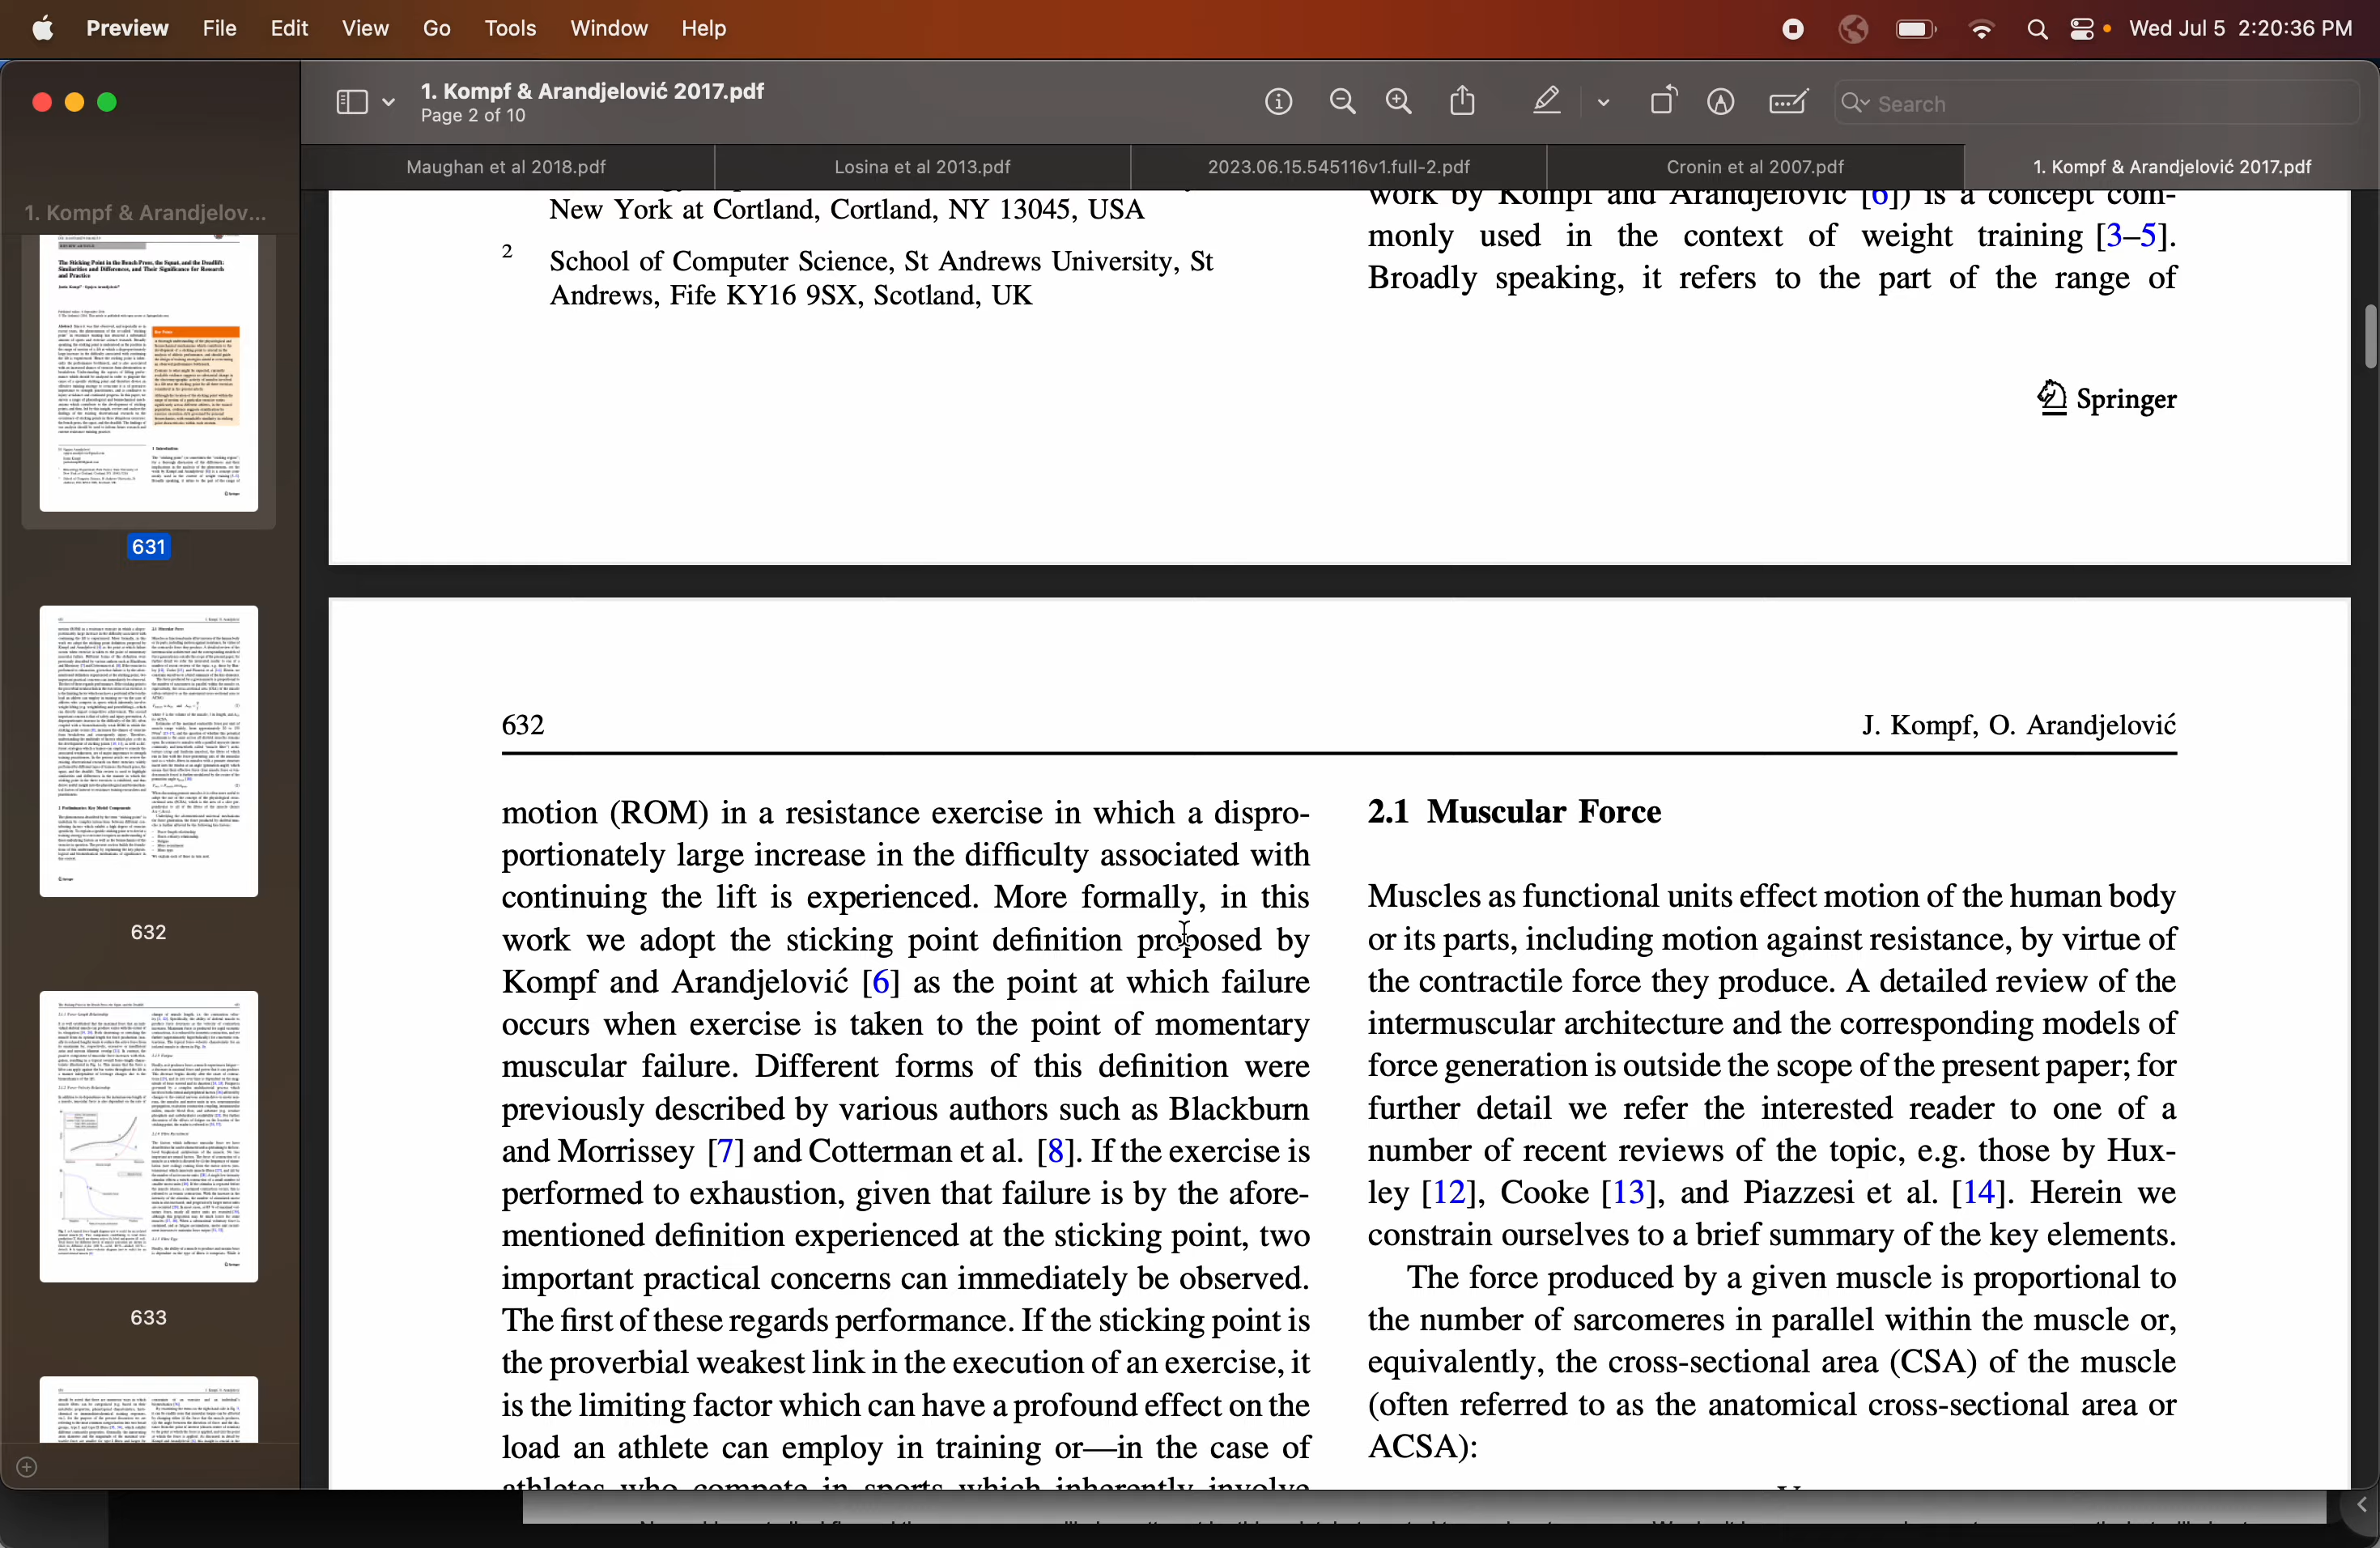 Preview File Edit View Go Tools Window Help
Wed Jul 5 2:20:36 PM
1. Kompf & Arandjelović 2017.pdf
Page 2 of 10
Search
Maughan et al 2018.pdf
Losina et al 2013.pdf
2023.06.15.545116v1.full-2.pdf
Cronin et al 2007.pdf
1. Kompf & Arandjelović 2017.pdf
1. Kompf & Arandjelov...
631
632
633
New York at Cortland, Cortland, NY 13045, USA
2 School of Computer Science, St Andrews University, St
Andrews, Fife KY16 9SX, Scotland, UK
work by Kompf and Arandjelović [6]) is a concept com-
monly used in the context of weight training [3–5].
Broadly speaking, it refers to the part of the range of
Springer
632
J. Kompf, O. Arandjelović
motion (ROM) in a resistance exercise in which a dispro-
portionately large increase in the difficulty associated with
continuing the lift is experienced. More formally, in this
work we adopt the sticking point definition proposed by
Kompf and Arandjelović [6] as the point at which failure
occurs when exercise is taken to the point of momentary
muscular failure. Different forms of this definition were
previously described by various authors such as Blackburn
and Morrissey [7] and Cotterman et al. [8]. If the exercise is
performed to exhaustion, given that failure is by the afore-
mentioned definition experienced at the sticking point, two
important practical concerns can immediately be observed.
The first of these regards performance. If the sticking point is
the proverbial weakest link in the execution of an exercise, it
is the limiting factor which can have a profound effect on the
load an athlete can employ in training or—in the case of
athletes who compete in sports which inherently involve
2.1 Muscular Force
Muscles as functional units effect motion of the human body
or its parts, including motion against resistance, by virtue of
the contractile force they produce. A detailed review of the
intermuscular architecture and the corresponding models of
force generation is outside the scope of the present paper; for
further detail we refer the interested reader to one of a
number of recent reviews of the topic, e.g. those by Hux-
ley [12], Cooke [13], and Piazzesi et al. [14]. Herein we
constrain ourselves to a brief summary of the key elements.
The force produced by a given muscle is proportional to
the number of sarcomeres in parallel within the muscle or,
equivalently, the cross-sectional area (CSA) of the muscle
(often referred to as the anatomical cross-sectional area or
ACSA):